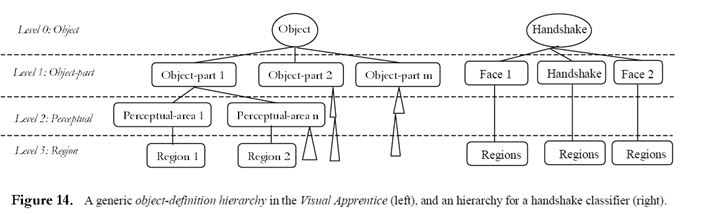 Level 0: Object
Object
Handshake
Level 1: Object-part
Object-part 1
Object-part 2
Object-part m
Face 1
Handshake
Face 2
Level 2: Perceptual
Perceptual-area 1
Perceptual-area n
Level 3: Region
Region 1
Region 2
Regions
Regions
Regions
Figure 14. A generic object-definition hierarchy in the Visual Apprentice (left), and an hierarchy for a handshake classifier (right).